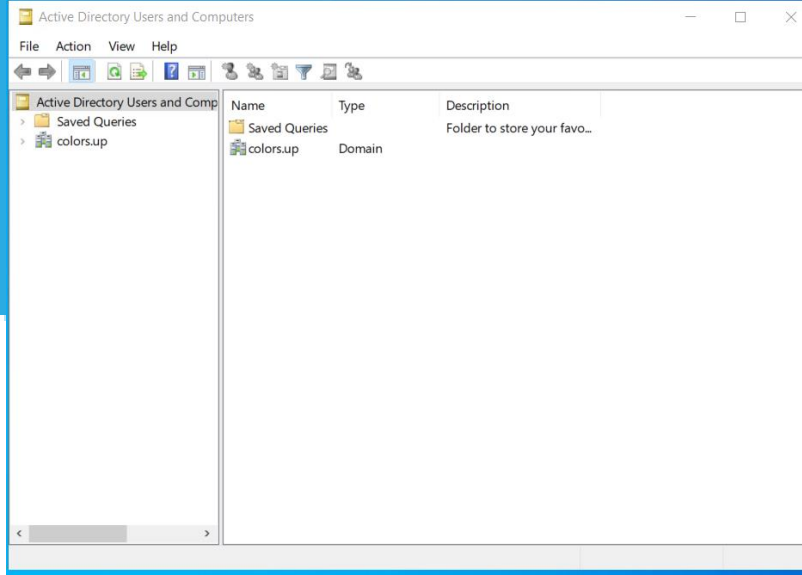 Active Directory Users and Computers
File Action View Help
Active Directory Users and Comp
Saved Queries
colors.up
Name Type Description
Saved Queries Folder to store your favo...
colors.up Domain